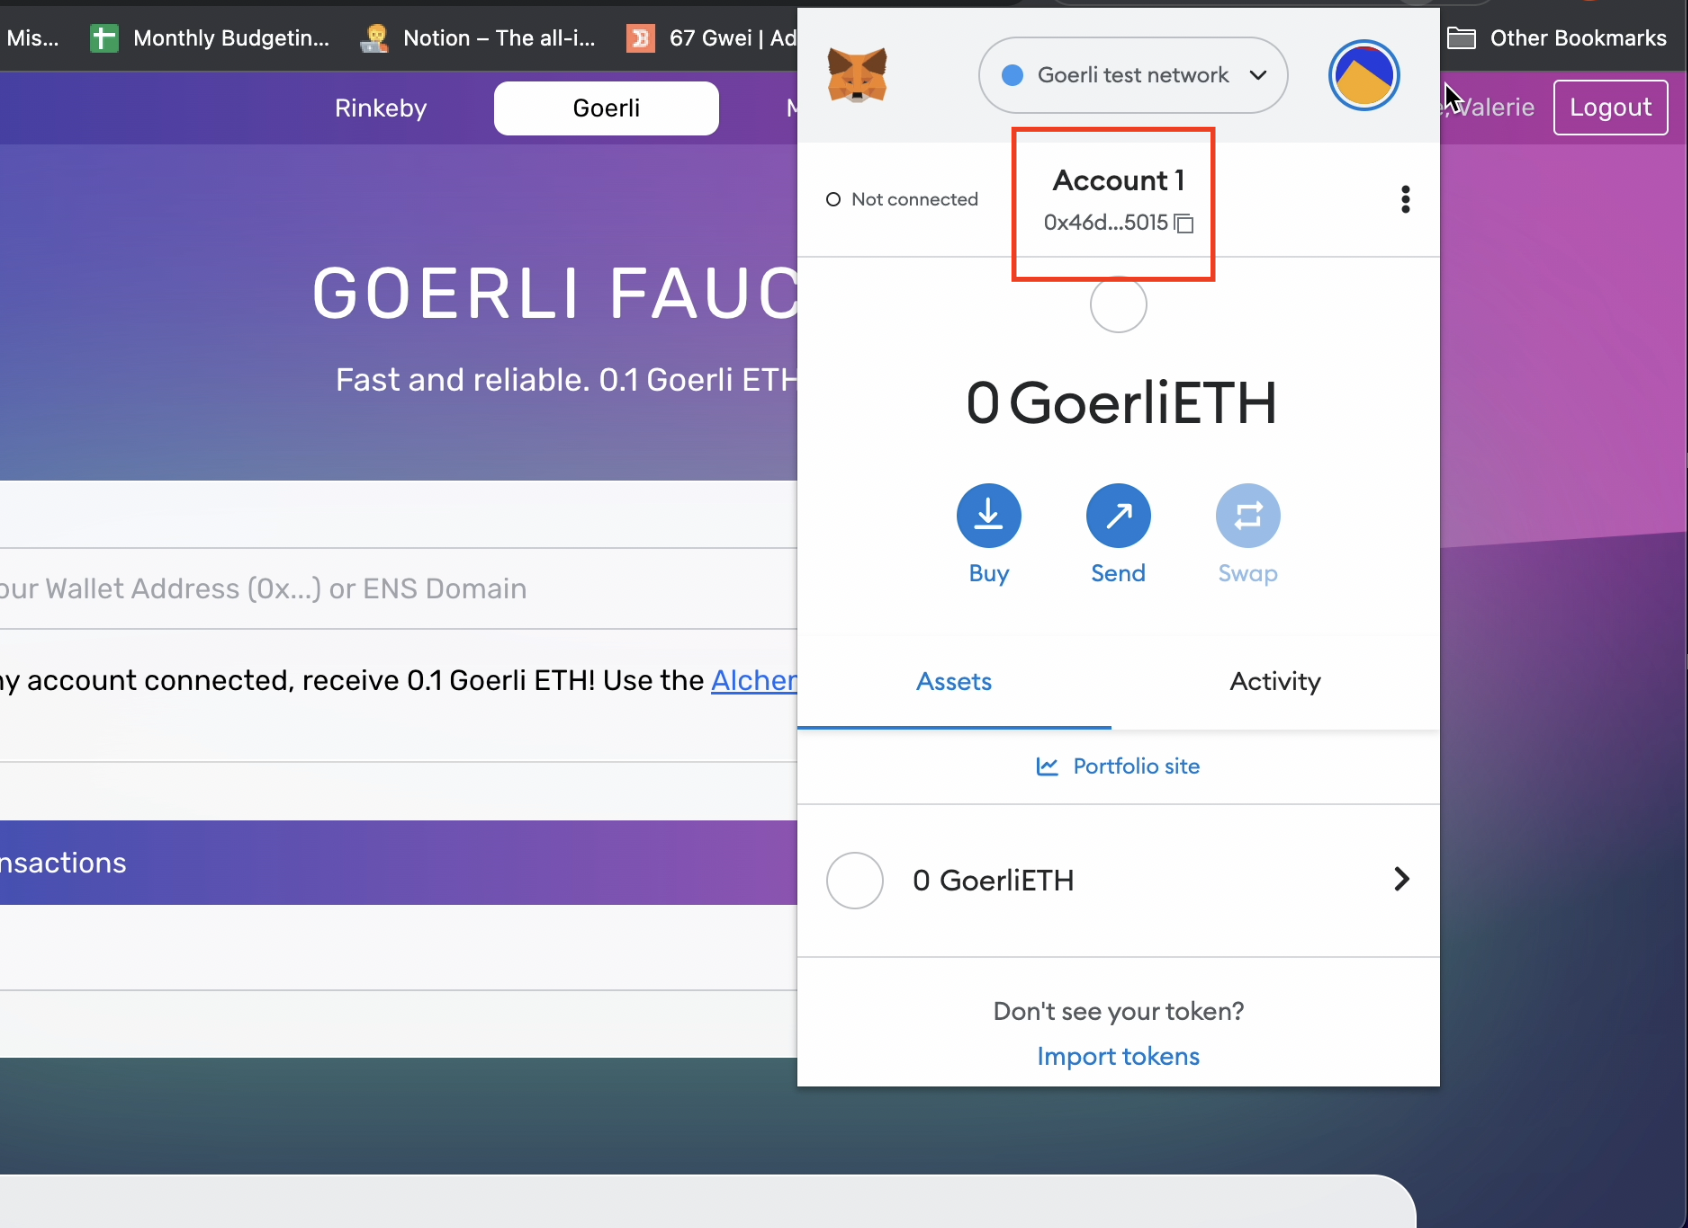 Mis... Monthly Budgetin... Notion – The all-i... 67 Gwei | Ad Other Bookmarks
Rinkeby Goerli M Valerie Logout
Goerli test network
Not connected
Account 1
0x46d...5015
GOERLI FAUC
Fast and reliable. 0.1 Goerli ETH
0 GoerliETH
Buy Send Swap
our Wallet Address (0x...) or ENS Domain
ny account connected, receive 0.1 Goerli ETH! Use the Alchem
Assets Activity
Portfolio site
nsactions
0 GoerliETH
Don't see your token?
Import tokens